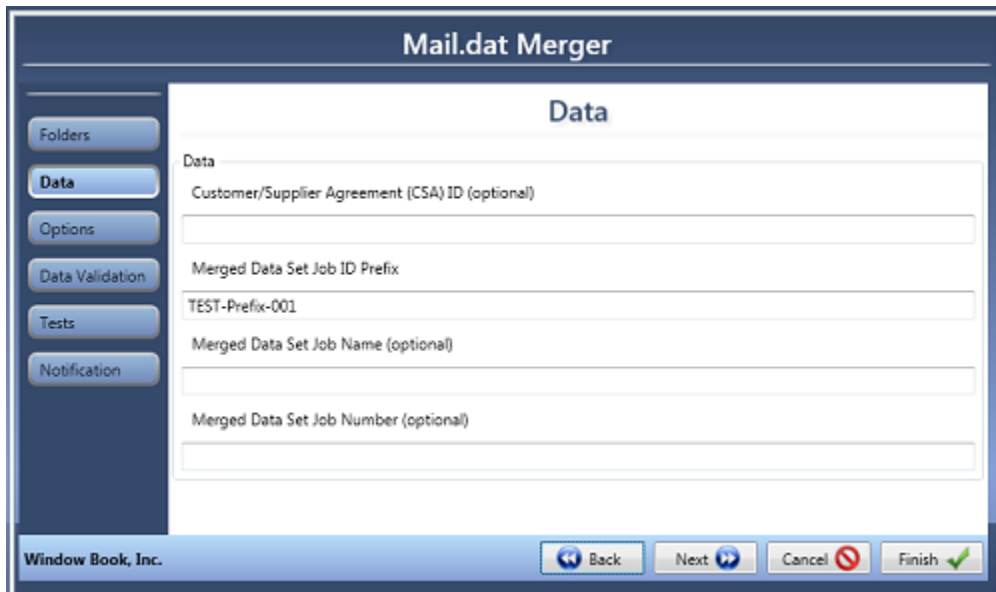 Mail.dat Merger
Folders
Data
Options
Data Validation
Tests
Notification
Data
Data
Customer/Supplier Agreement (CSA) ID (optional)
Merged Data Set Job ID Prefix
TEST-Prefix-001
Merged Data Set Job Name (optional)
Merged Data Set Job Number (optional)
Window Book, Inc.
Back
Next
Cancel
Finish